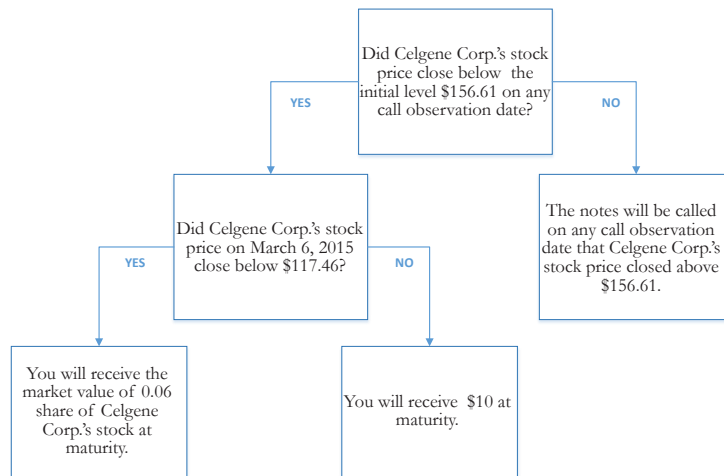 Did Celgene Corp.'s stock
price close below the
initial level $156.61 on any
call observation date?
YES
NO
Did Celgene Corp.'s stock
price on March 6, 2015
close below $117.46?
The notes will be called
on any call observation
date that Celgene Corp.'s
stock price closed above
$156.61.
YES
NO
You will receive the
market value of 0.06
share of Celgene
Corp.'s stock at
maturity.
You will receive $10 at
maturity.